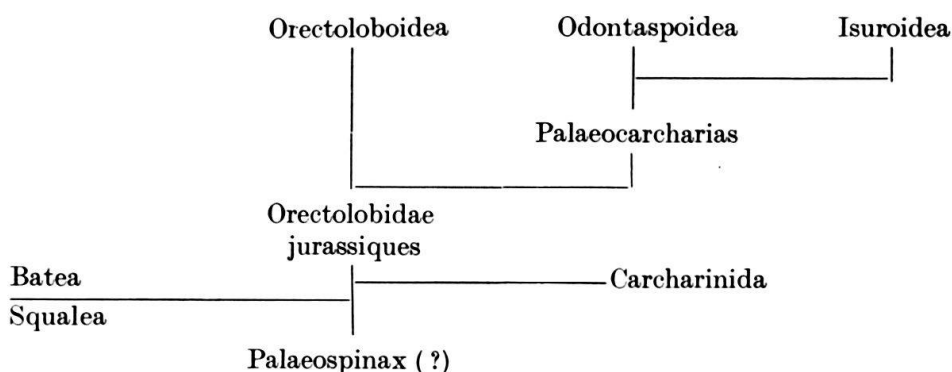 Orectoloboidea Odontaspoidea Isuroidea
Palaeocarcharias
Orectolobidae
jurassiques
Batea Carcharinida
Squalea
Palaeospinax (?)